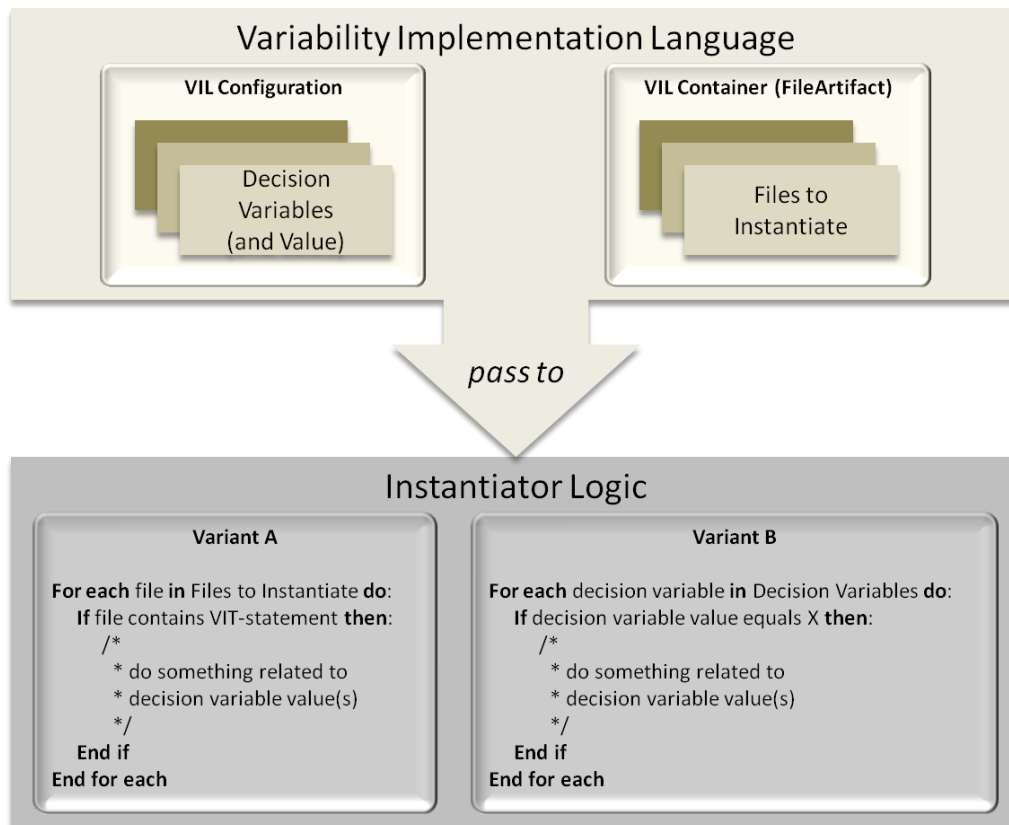 Variability Implementation Language
VIL Configuration
Decision
Variables
(and Value)
VIL Container (FileArtifact)
Files to
Instantiate
pass to
Instantiator Logic
Variant A
For each file in Files to Instantiate do:
If file contains VIT-statement then:
/*
* do something related to
* decision variable value(s)
*/
End if
End for each
Variant B
For each decision variable in Decision Variables do:
If decision variable value equals X then:
/*
* do something related to
* decision variable value(s)
*/
End if
End for each